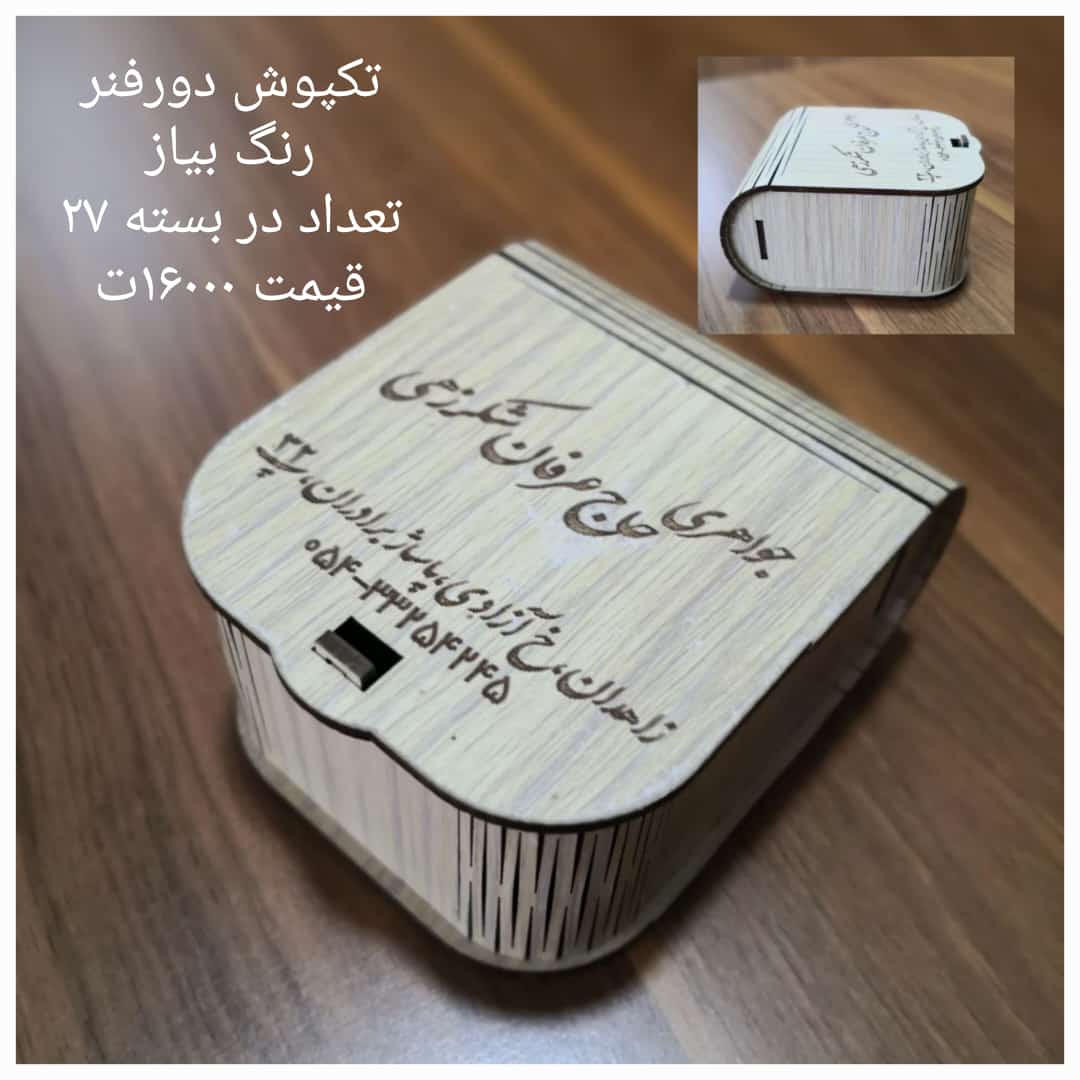 تکپوش دورفنر
رنگ بیاز
تعداد در بسته ۲۷
قیمت ۱۶۰۰۰ت
جواهری
حاج عرفان شکرزهی
زاهدان، خ آزادی، پاساژ برادران، پ ۳۲
۰۵۴-۳۳۲۵۴۲۴۵